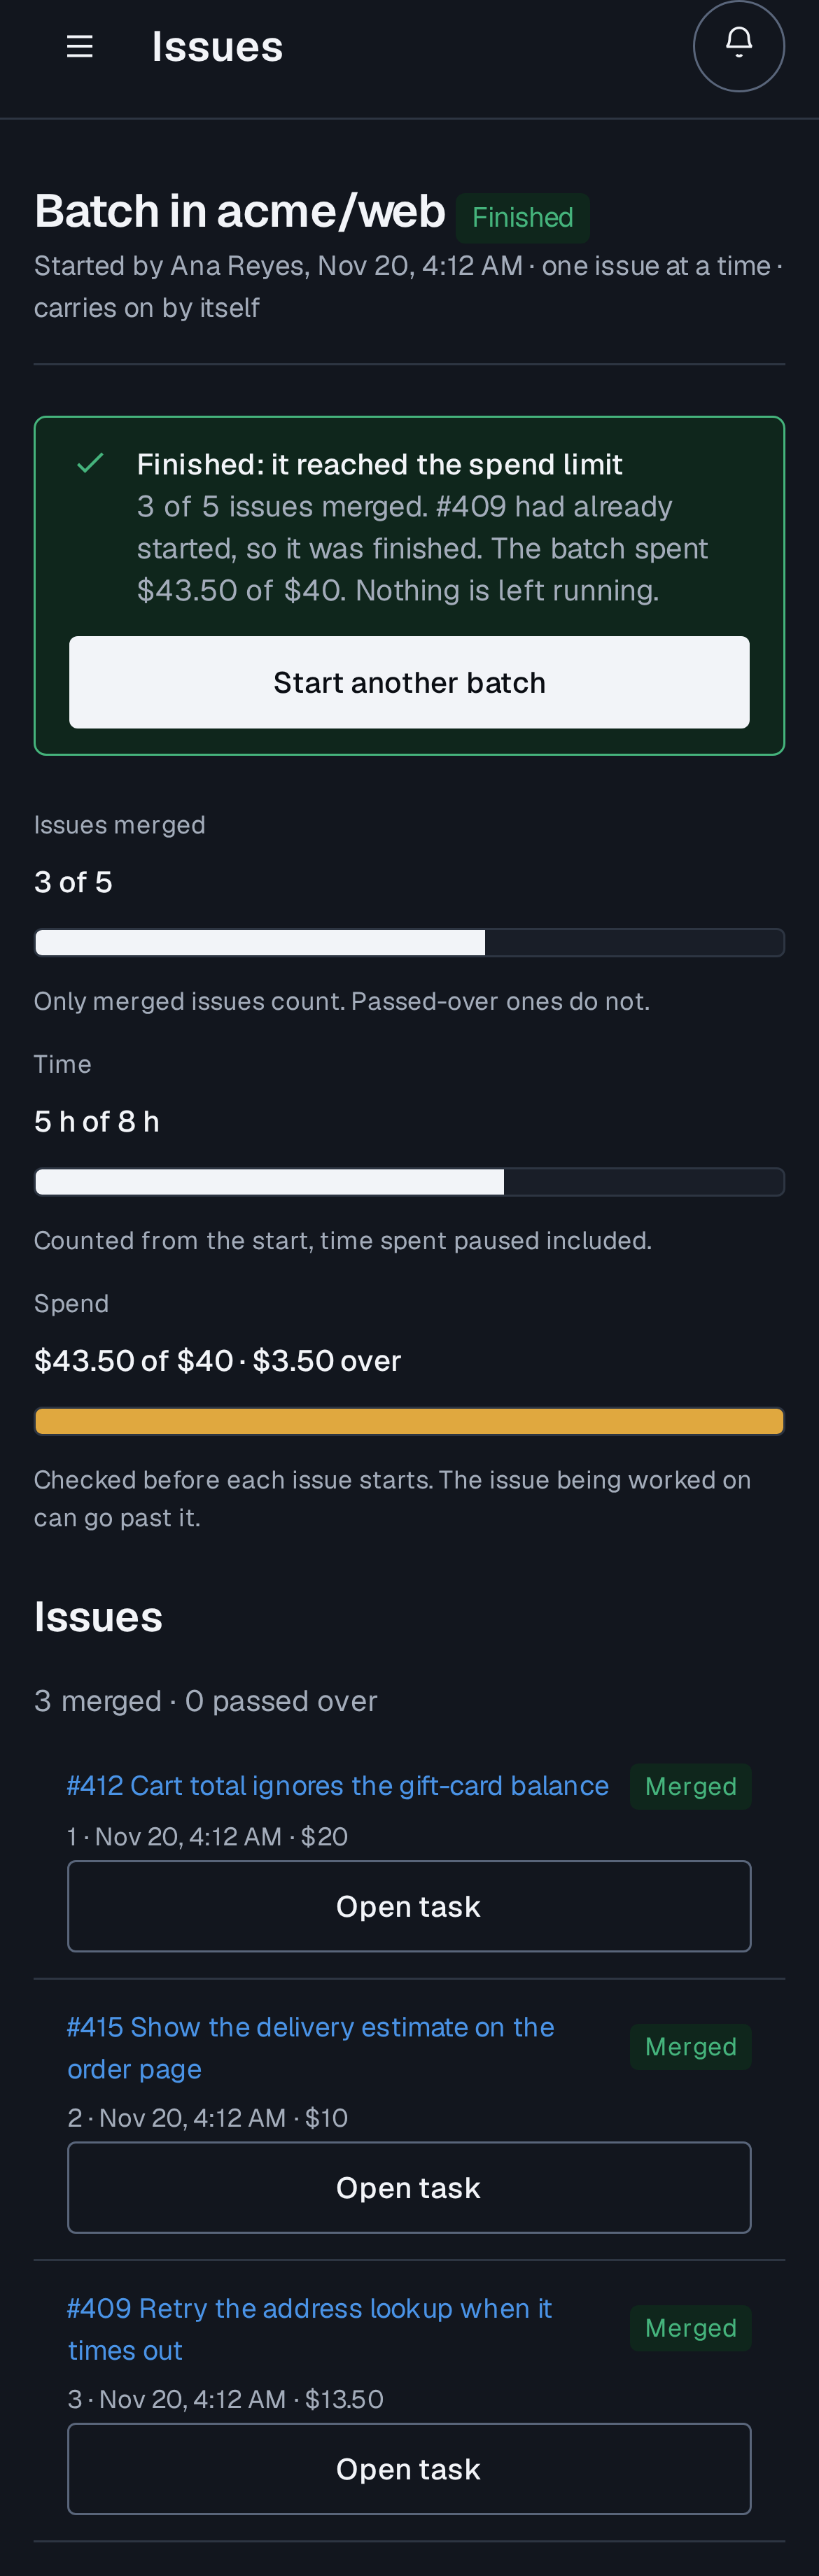 Issues
Batch in acme/web Finished
Started by Ana Reyes, Nov 20, 4:12 AM · one issue at a time ·
carries on by itself
Finished: it reached the spend limit
3 of 5 issues merged. #409 had already
started, so it was finished. The batch spent
$43.50 of $40. Nothing is left running.
Start another batch
Issues merged
3 of 5
Only merged issues count. Passed-over ones do not.
Time
5 h of 8 h
Counted from the start, time spent paused included.
Spend
$43.50 of $40 · $3.50 over
Checked before each issue starts. The issue being worked on
can go past it.
Issues
3 merged · 0 passed over
#412 Cart total ignores the gift-card balance Merged
1 · Nov 20, 4:12 AM · $20
Open task
#415 Show the delivery estimate on the
order page
Merged
2 · Nov 20, 4:12 AM · $10
Open task
#409 Retry the address lookup when it
times out
Merged
3 · Nov 20, 4:12 AM · $13.50
Open task